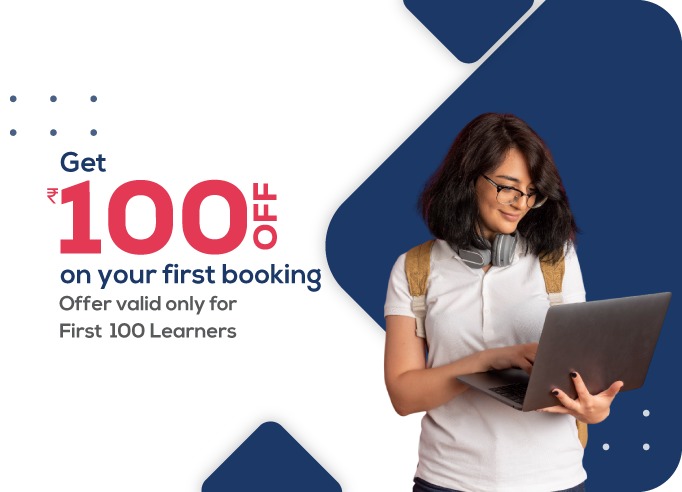 Get
₹100 OFF
on your first booking
Offer valid only for
First 100 Learners